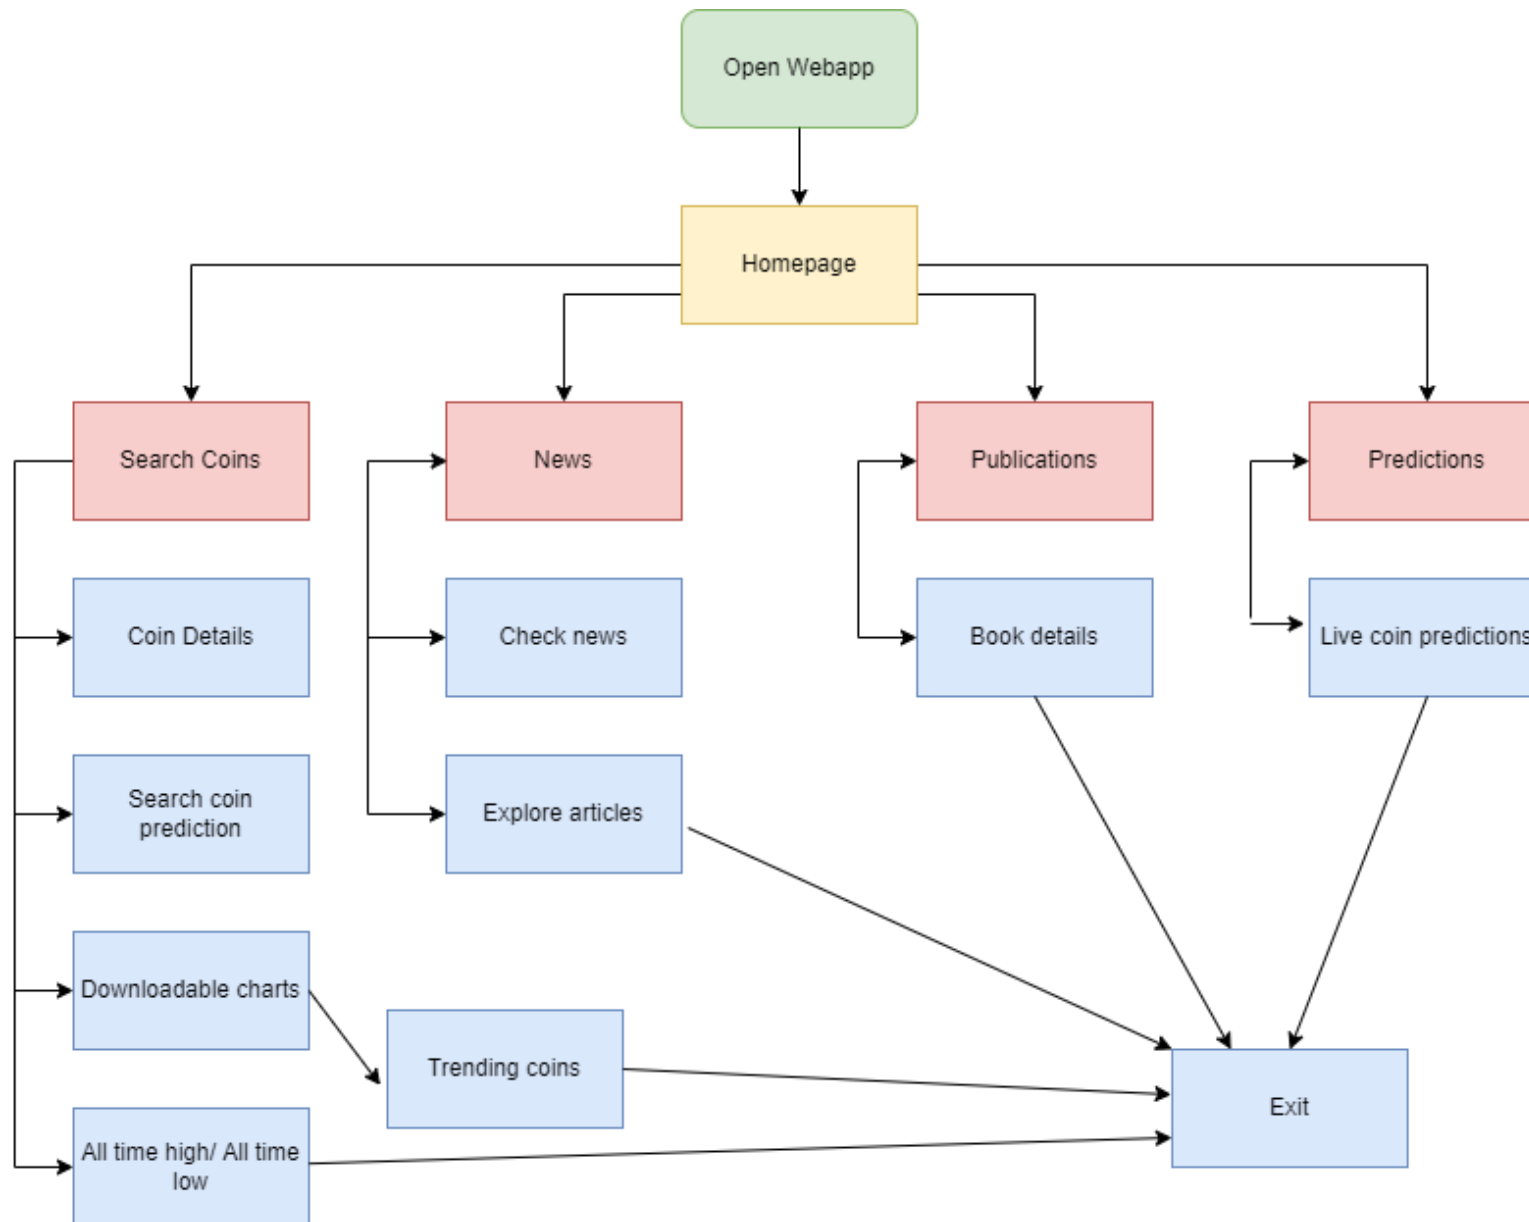 Open Webapp
Homepage
Search Coins
News
Publications
Predictions
Coin Details
Check news
Book details
Live coin predictions
Search coin
prediction
Explore articles
Downloadable charts
Trending coins
Exit
All time high/ All time
low